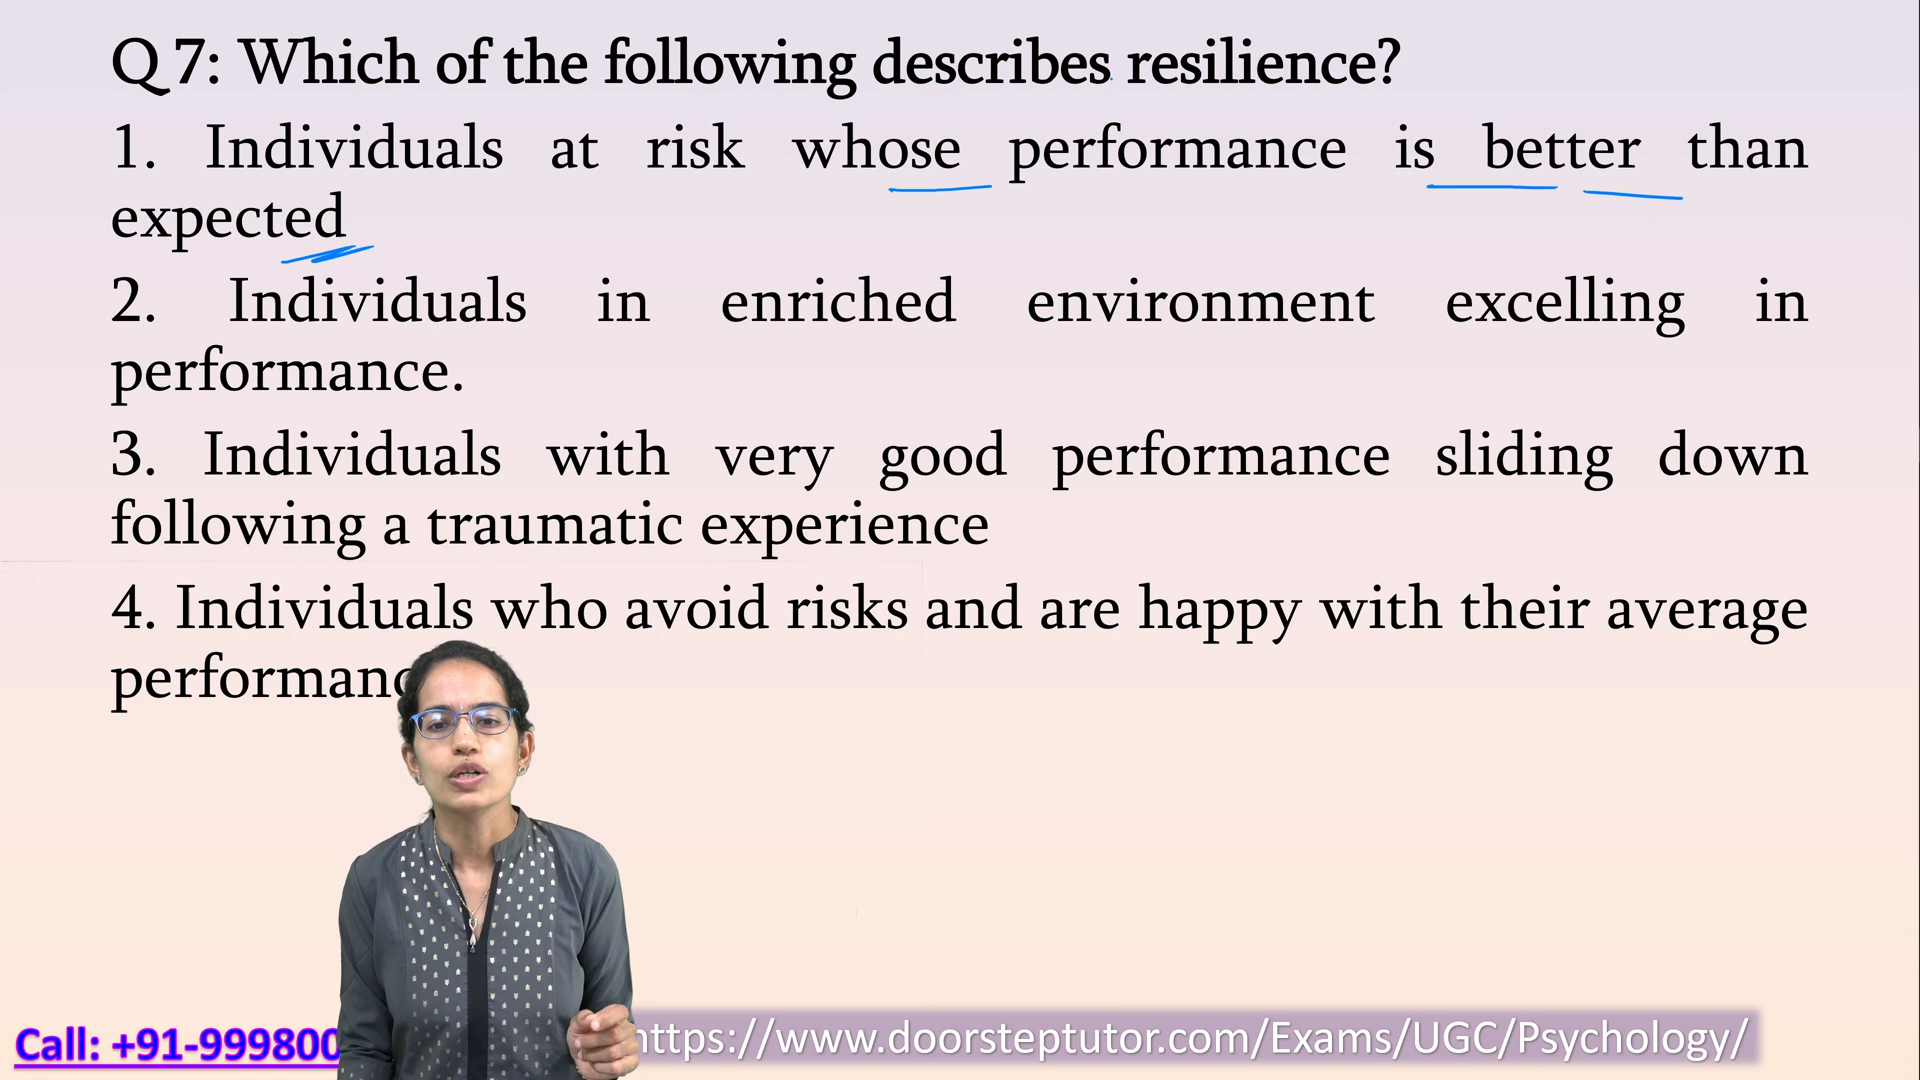 Q 7: Which of the following describes resilience?
1. Individuals at risk whose performance is better than
expected
2. Individuals in enriched environment excelling in
performance.
3. Individuals with very good performance sliding down
following a traumatic experience
4. Individuals who avoid risks and are happy with their average
Call: +91-999800
https://www.doorsteptutor.com/Exams/UGC/Psychology/